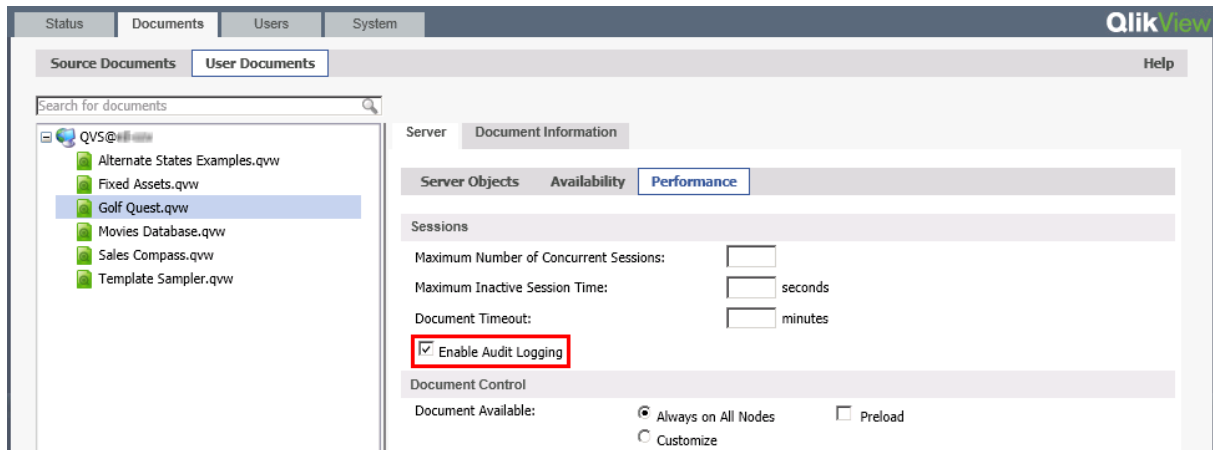 Status Documents Users System QlikView
Source Documents User Documents Help
Search for documents
QVS@
Alternate States Examples.qvw
Fixed Assets.qvw
Golf Quest.qvw
Movies Database.qvw
Sales Compass.qvw
Template Sampler.qvw
Server Document Information
Server Objects Availability Performance
Sessions
Maximum Number of Concurrent Sessions:
Maximum Inactive Session Time: seconds
Document Timeout: minutes
Enable Audit Logging
Document Control
Document Available: Always on All Nodes Preload
Customize